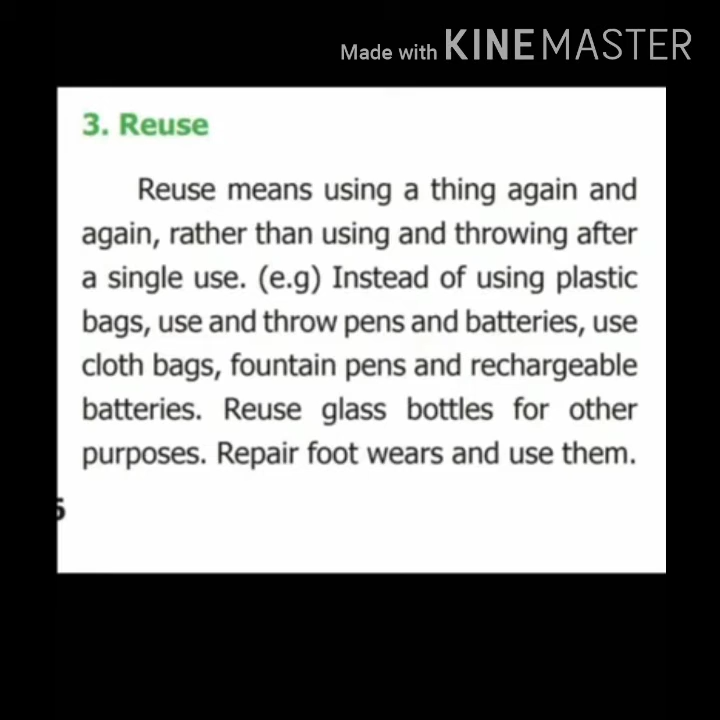 Made with KINEMASTER
3. Reuse
Reuse means using a thing again and
again, rather than using and throwing after
a single use. (e.g) Instead of using plastic
bags, use and throw pens and batteries, use
cloth bags, fountain pens and rechargeable
batteries. Reuse glass bottles for other
purposes. Repair foot wears and use them.